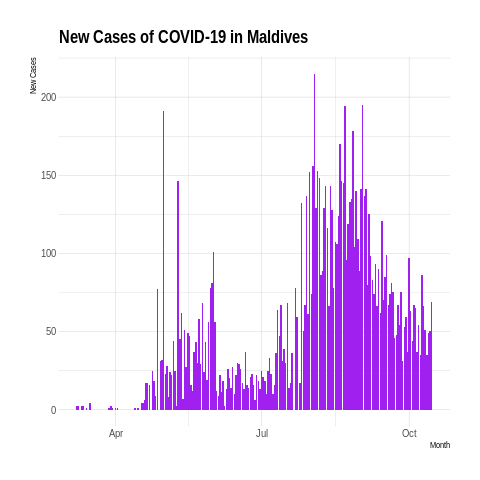 New Cases of COVID-19 in Maldives
New Cases
200
150
100
50
0
Apr
Jul
Oct
Month